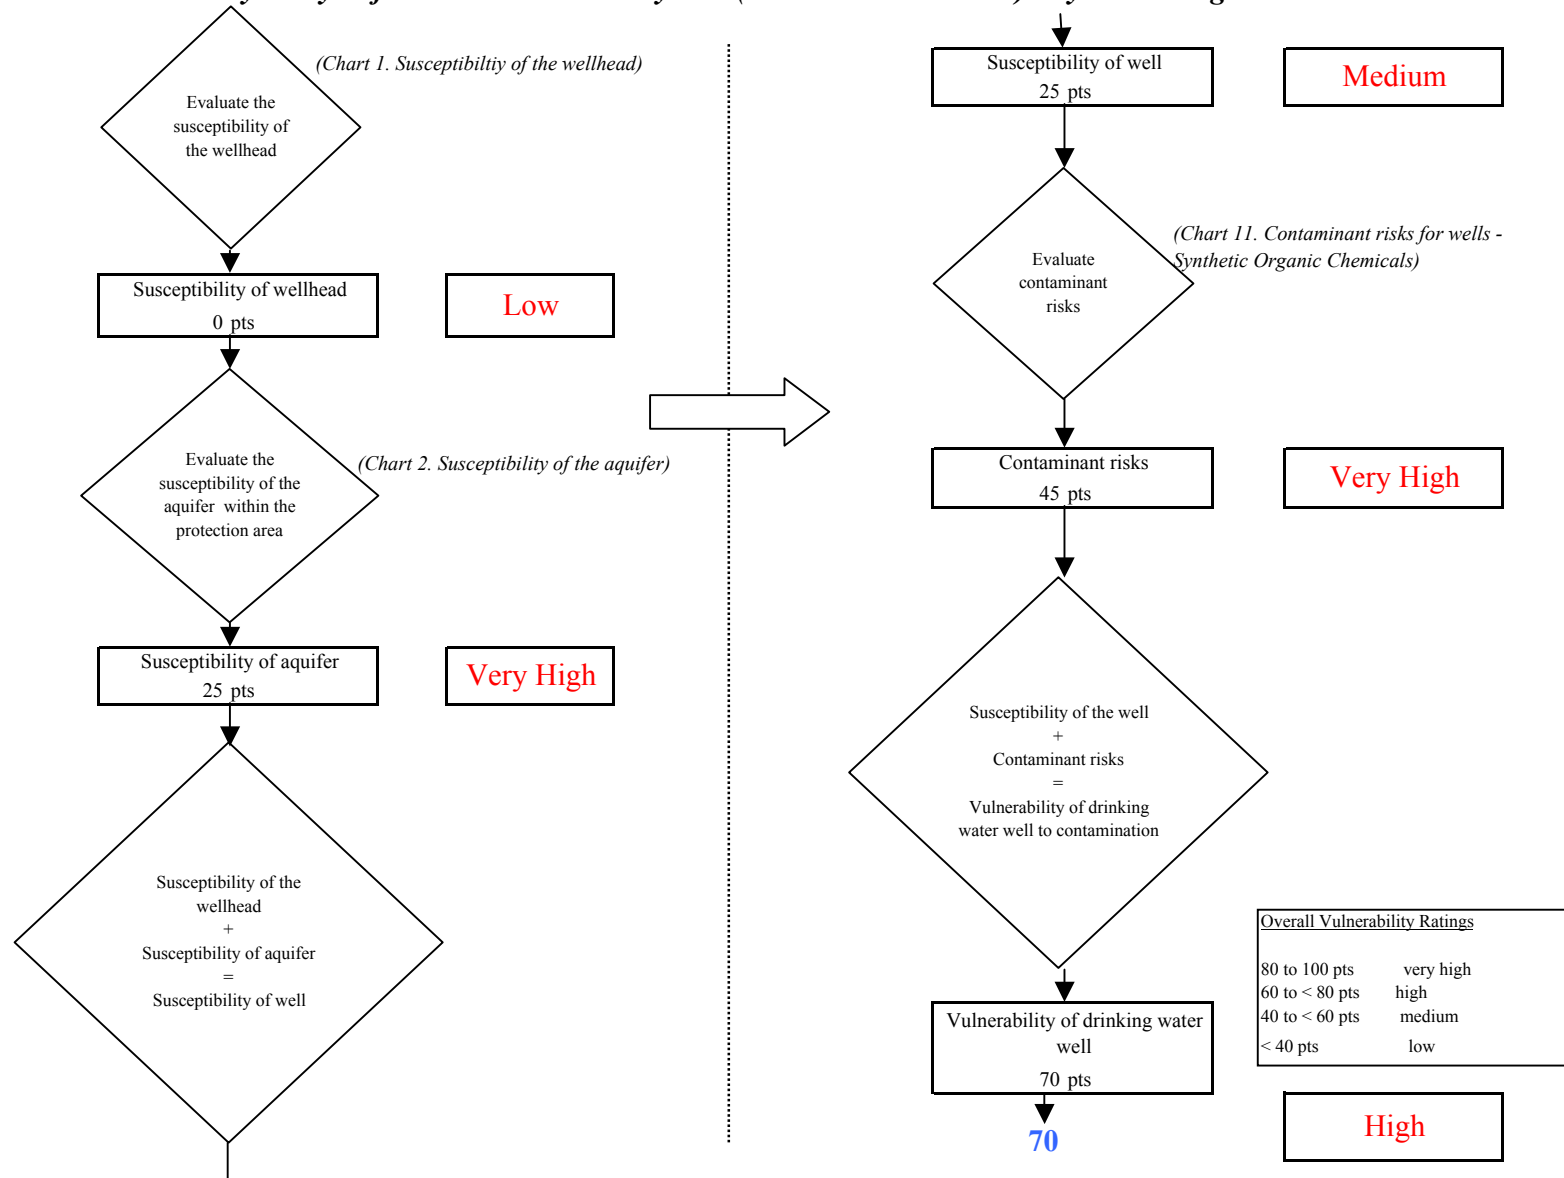 (Chart 1. Susceptibiltiy of the wellhead)
Evaluate the
susceptibility of
the wellhead
Susceptibility of wellhead
0 pts
Low
Evaluate the
susceptibility of the
aquifer within the
protection area
(Chart 2. Susceptibility of the aquifer)
Susceptibility of aquifer
25 pts
Very High
Susceptibility of the
wellhead
+
Susceptibility of aquifer
=
Susceptibility of well
Susceptibility of well
25 pts
Medium
(Chart 11. Contaminant risks for wells -
Synthetic Organic Chemicals)
Evaluate
contaminant
risks
Contaminant risks
45 pts
Very High
Susceptibility of the well
+
Contaminant risks
=
Vulnerability of drinking
water well to contamination
Overall Vulnerability Ratings
80 to 100 pts very high
60 to < 80 pts high
40 to < 60 pts medium
< 40 pts low
Vulnerability of drinking water
well
70 pts
70
High